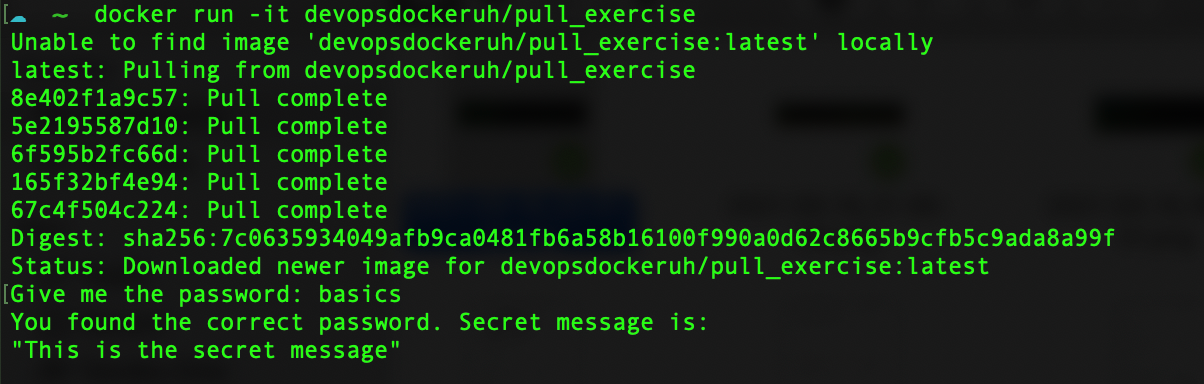 ~ docker run -it devopsdockeruh/pull_exercise
Unable to find image 'devopsdockeruh/pull_exercise:latest' locally
latest: Pulling from devopsdockeruh/pull_exercise
8e402f1a9c57: Pull complete
5e2195587d10: Pull complete
6f595b2fc66d: Pull complete
165f32bf4e94: Pull complete
67c4f504c224: Pull complete
Digest: sha256:7c0635934049afb9ca0481fb6a58b16100f990a0d62c8665b9cfb5c9ada8a99f
Status: Downloaded newer image for devopsdockeruh/pull_exercise:latest
Give me the password: basics
You found the correct password. Secret message is:
"This is the secret message"